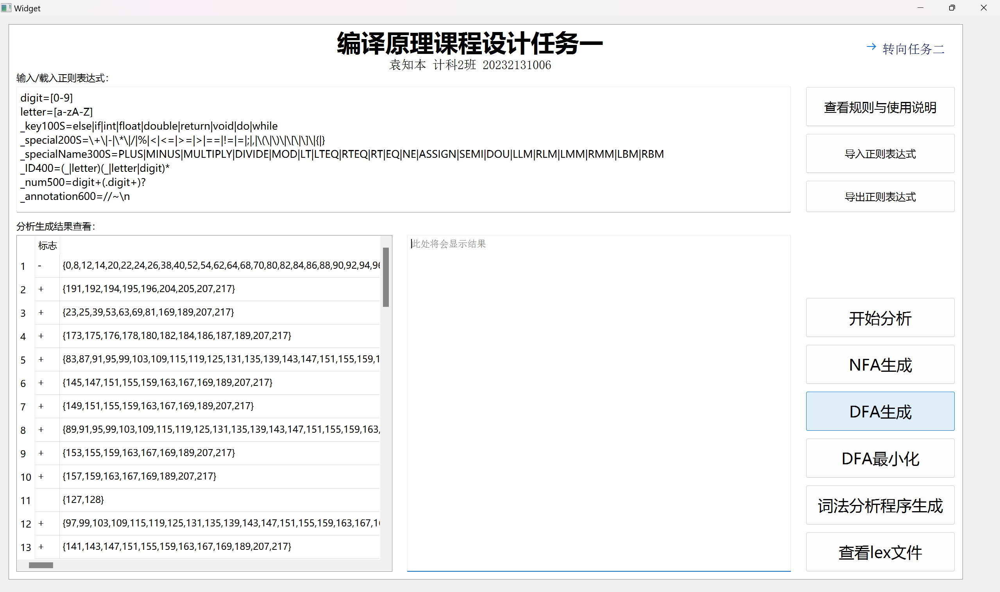 Widget
编译原理课程设计任务一
→ 转向任务二
袁知本 计科2班 20232131006
输入/载入正则表达式：
digit=[0-9]
letter=[a-zA-Z]
_key100S=else|if|int|float|double|return|void|do|while
_special200S=\+\|-|\*\|/|%|<|<=|>=|>|==|!=|=|;|,|\(\|\)\|\[\|\]\|{|}
_specialName300S=PLUS|MINUS|MULTIPLY|DIVIDE|MOD|LT|LTEQ|RTEQ|RT|EQ|NE|ASSIGN|SEMI|DOU|LLM|RLM|LMM|RMM|LBM|RBM
_ID400=(_|letter)(_|letter|digit)*
_num500=digit+(.digit+)?
_annotation600=//~\n
查看规则与使用说明
导入正则表达式
导出正则表达式
分析生成结果查看：
标志
1 - {0,8,12,14,20,22,24,26,38,40,52,54,62,64,68,70,80,82,84,86,88,90,92,94,96
2 + {191,192,194,195,196,204,205,207,217}
3 + {23,25,39,53,63,69,81,169,189,207,217}
4 + {173,175,176,178,180,182,184,186,187,189,207,217}
5 + {83,87,91,95,99,103,109,115,119,125,131,135,139,143,147,151,155,159,1
6 + {145,147,151,155,159,163,167,169,189,207,217}
7 + {149,151,155,159,163,167,169,189,207,217}
8 + {89,91,95,99,103,109,115,119,125,131,135,139,143,147,151,155,159,163,
9 + {153,155,159,163,167,169,189,207,217}
10 + {157,159,163,167,169,189,207,217}
11 {127,128}
12 + {97,99,103,109,115,119,125,131,135,139,143,147,151,155,159,163,167,16
13 + {141,143,147,151,155,159,163,167,169,189,207,217}
此处将会显示结果
开始分析
NFA生成
DFA生成
DFA最小化
词法分析程序生成
查看lex文件